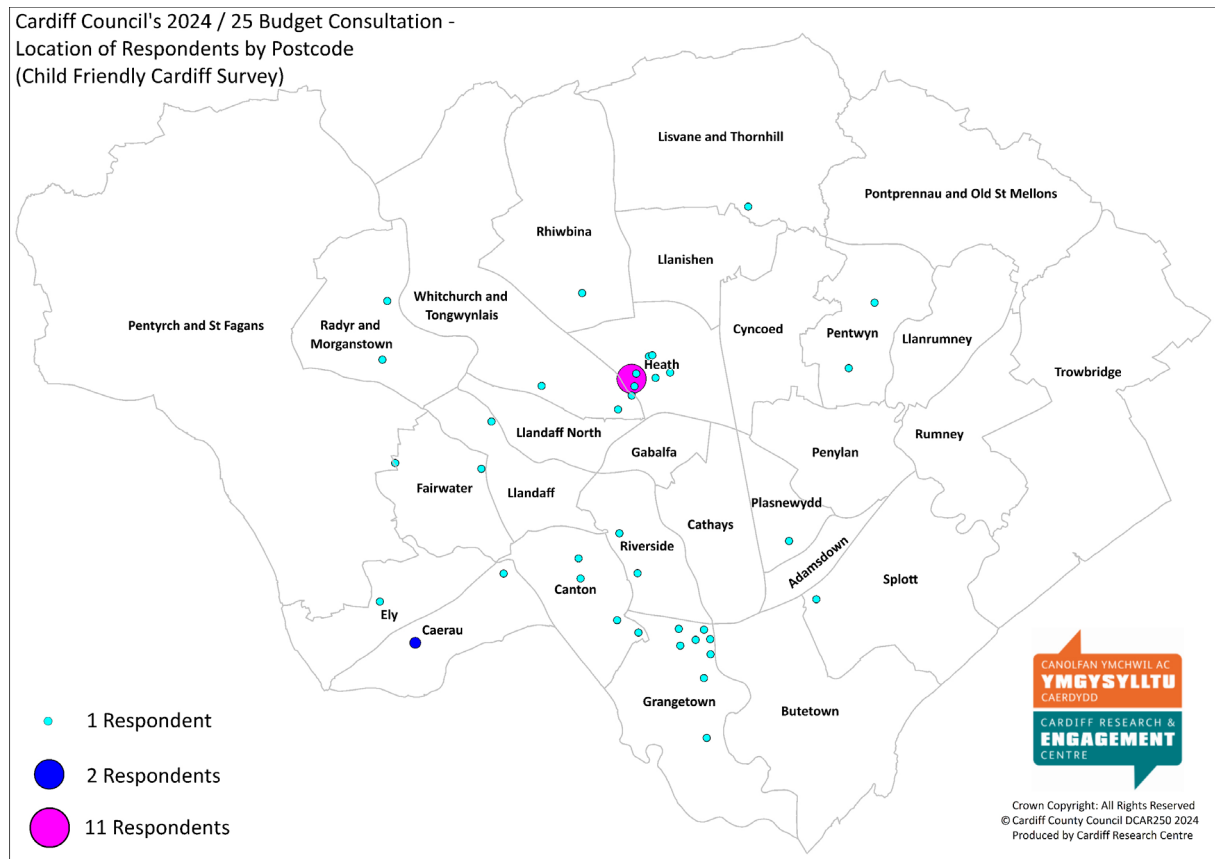 Cardiff Council's 2024 / 25 Budget Consultation -
Location of Respondents by Postcode
(Child Friendly Cardiff Survey)
Lisvane and Thornhill
Pontprennau and Old St Mellons
Rhiwbina
Llanishen
Whitchurch and
Tongwynlais
Pentyrch and St Fagans
Radyr and
Morganstown
Cyncoed
Pentwyn
Llanrumney
Heath
Trowbridge
Llandaff North
Rumney
Gabalfa
Penylan
Fairwater
Llandaff
Plasnewydd
Cathays
Riverside
Adamsdown
Splott
Canton
Ely
Caerau
Grangetown
Butetown
1 Respondent
2 Respondents
11 Respondents
CANOLFAN YMCHWIL AC
YMGYSYLLTU
CAERDYDD
CARDIFF RESEARCH &
ENGAGEMENT
CENTRE
Crown Copyright: All Rights Reserved
© Cardiff County Council DCAR250 2024
Produced by Cardiff Research Centre